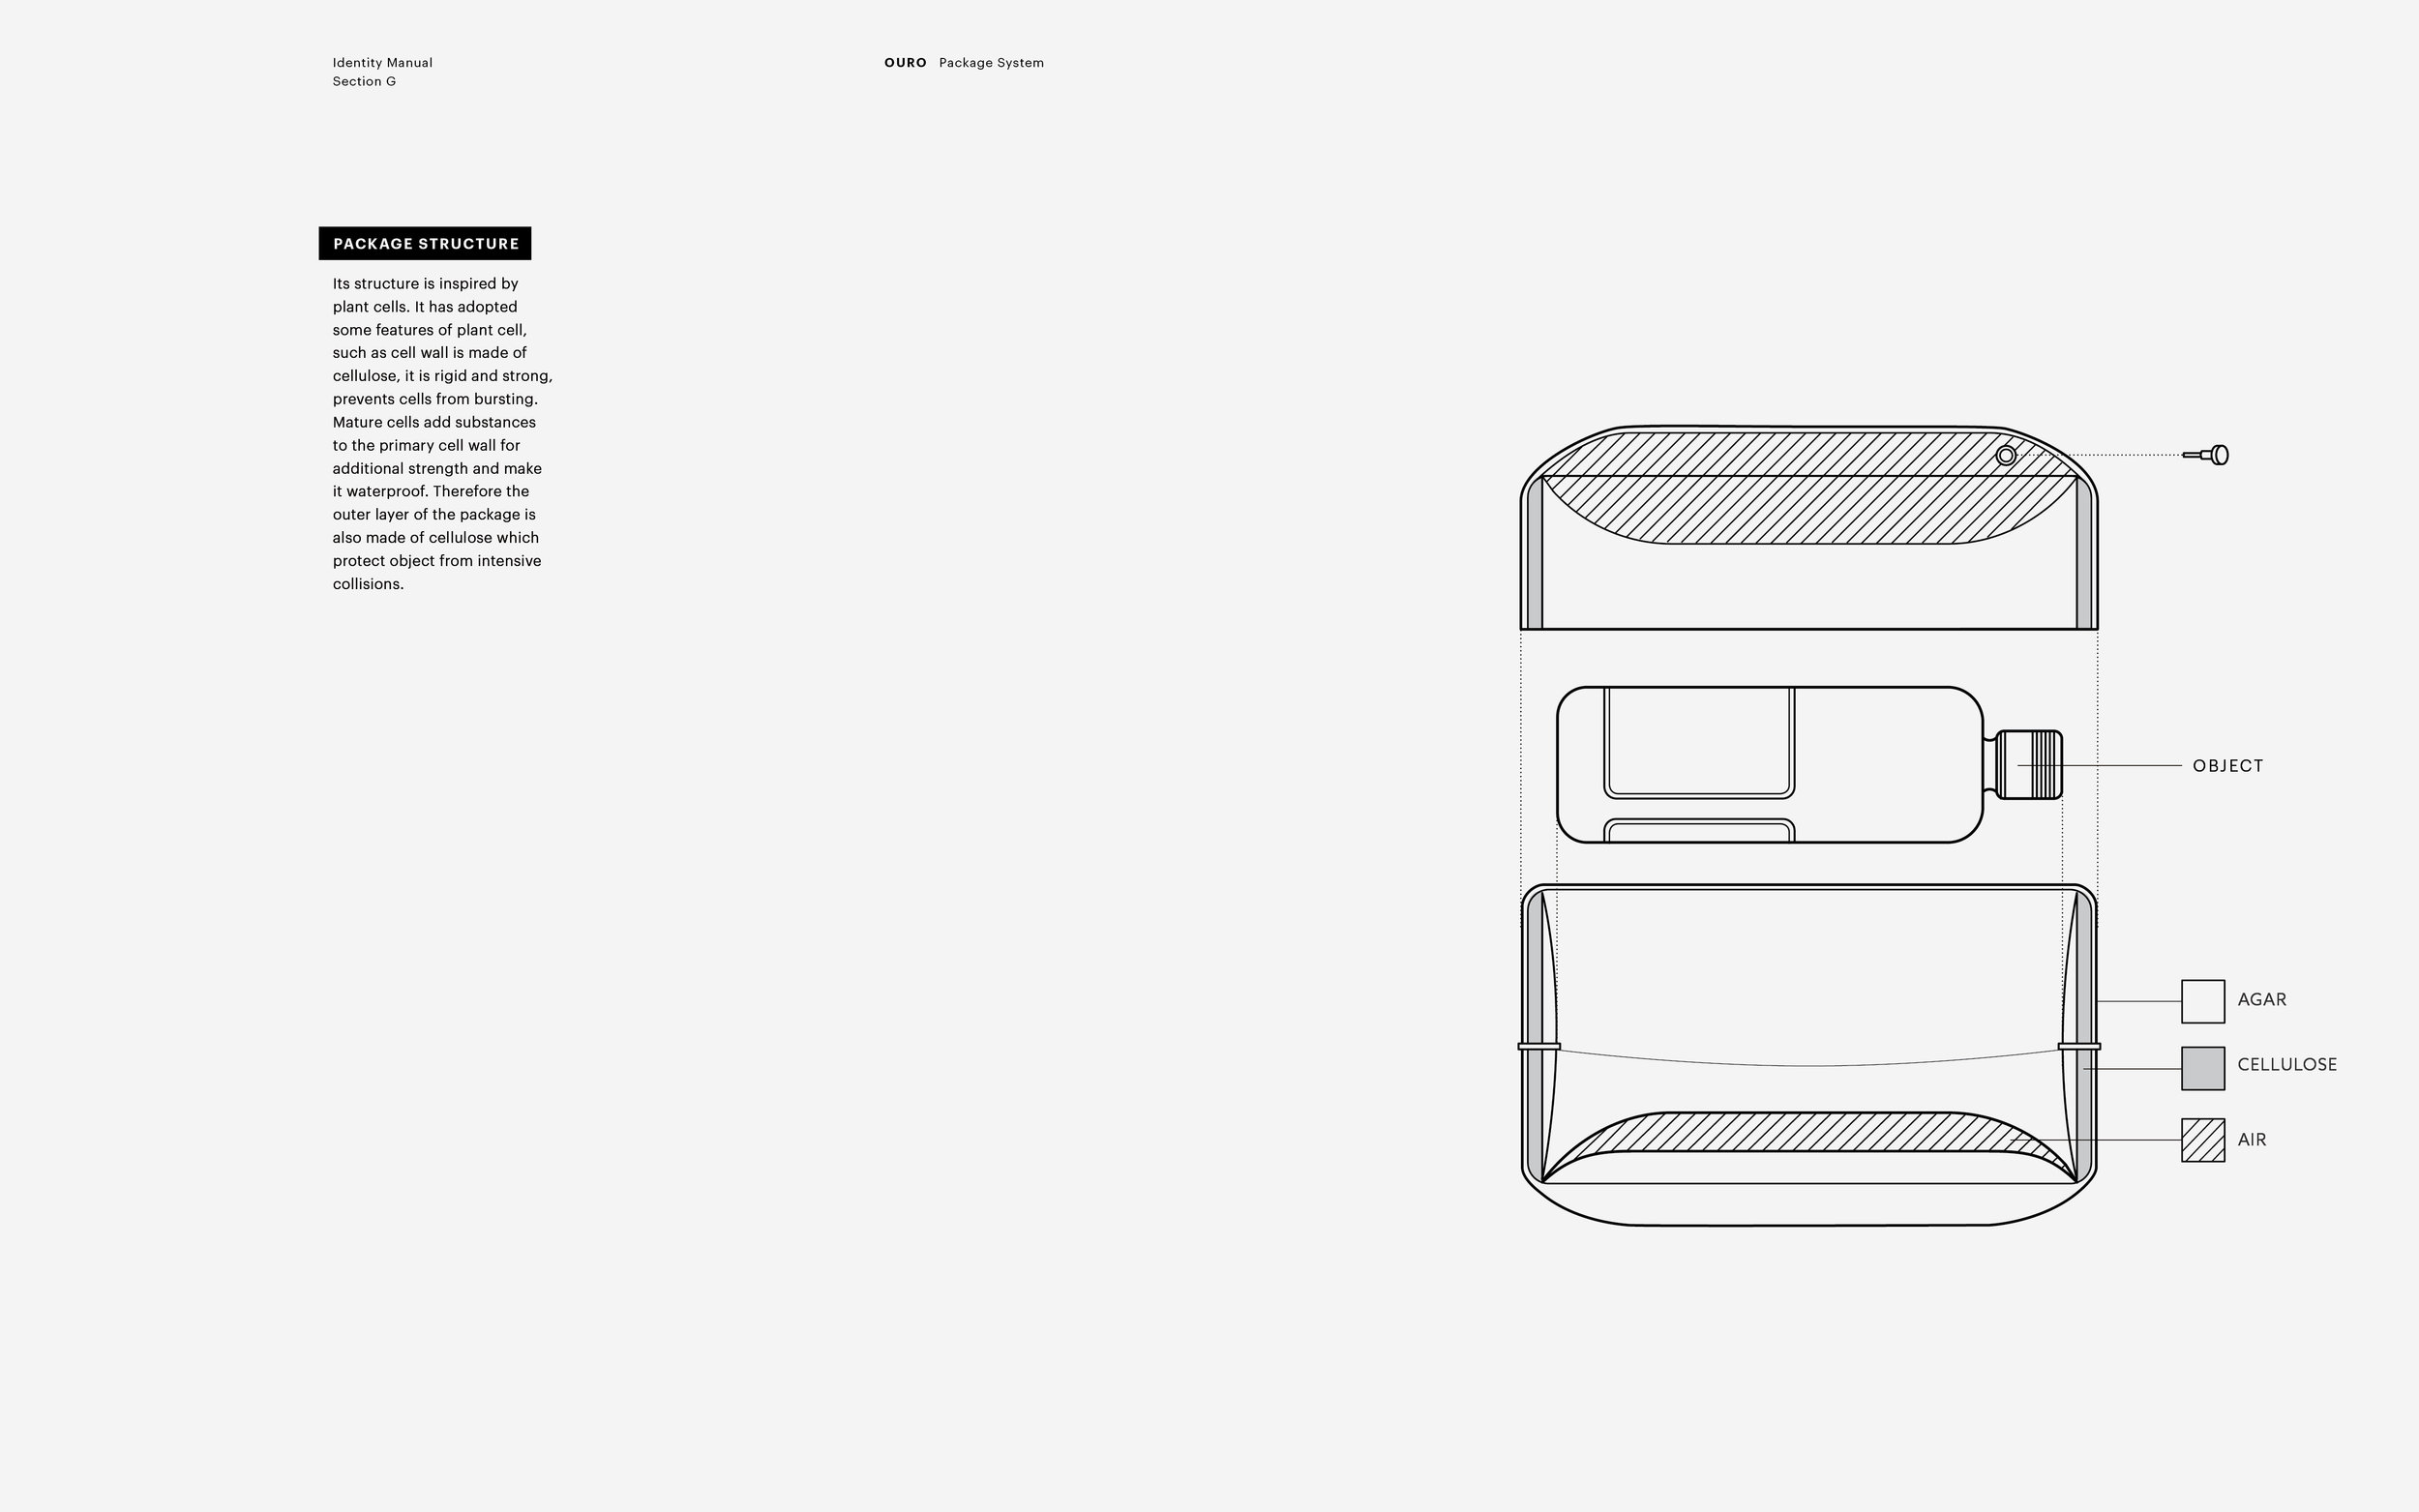 Identity Manual
Section G
OURO Package System
PACKAGE STRUCTURE
Its structure is inspired by
plant cells. It has adopted
some features of plant cell,
such as cell wall is made of
cellulose, it is rigid and strong,
prevents cells from bursting.
Mature cells add substances
to the primary cell wall for
additional strength and make
it waterproof. Therefore the
outer layer of the package is
also made of cellulose which
protect object from intensive
collisions.
OBJECT
AGAR
CELLULOSE
AIR